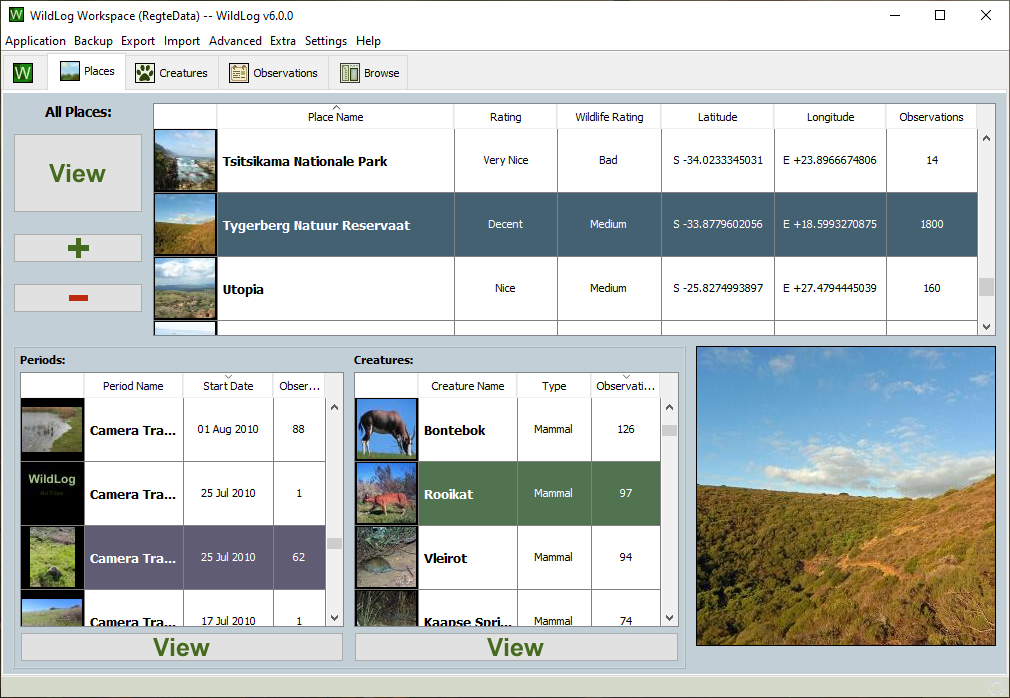 WildLog Workspace (RegteData) -- WildLog v6.0.0
Application Backup Export Import Advanced Extra Settings Help
W Places Creatures Observations Browse
All Places:
View
Place Name Rating Wildlife Rating Latitude Longitude Observations
Tsitsikama Nationale Park Very Nice Bad S -34.0233345031 E +23.8966674806 14
Tygerberg Natuur Reservaat Decent Medium S -33.8779602056 E +18.5993270875 1800
Utopia Nice Medium S -25.8274993897 E +27.4794445039 160
Periods:
Period Name Start Date Obser...
Camera Tra... 01 Aug 2010 88
WildLog
Camera Tra... 25 Jul 2010 1
Camera Tra... 25 Jul 2010 62
Camera Tra... 17 Jul 2010 1
View
Creatures:
Creature Name Type Observati...
Bontebok Mammal 126
Rooikat Mammal 97
Vleirot Mammal 94
Kaapse Spri... Mammal 74
View